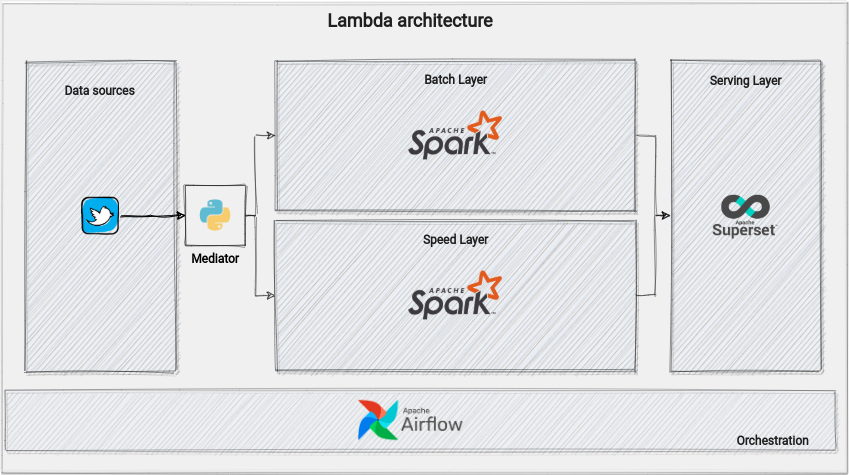 Lambda architecture
Data sources
Mediator
Batch Layer
APACHE
Spark
Speed Layer
APACHE
Spark
Serving Layer
Apache
Superset
Apache
Airflow
Orchestration